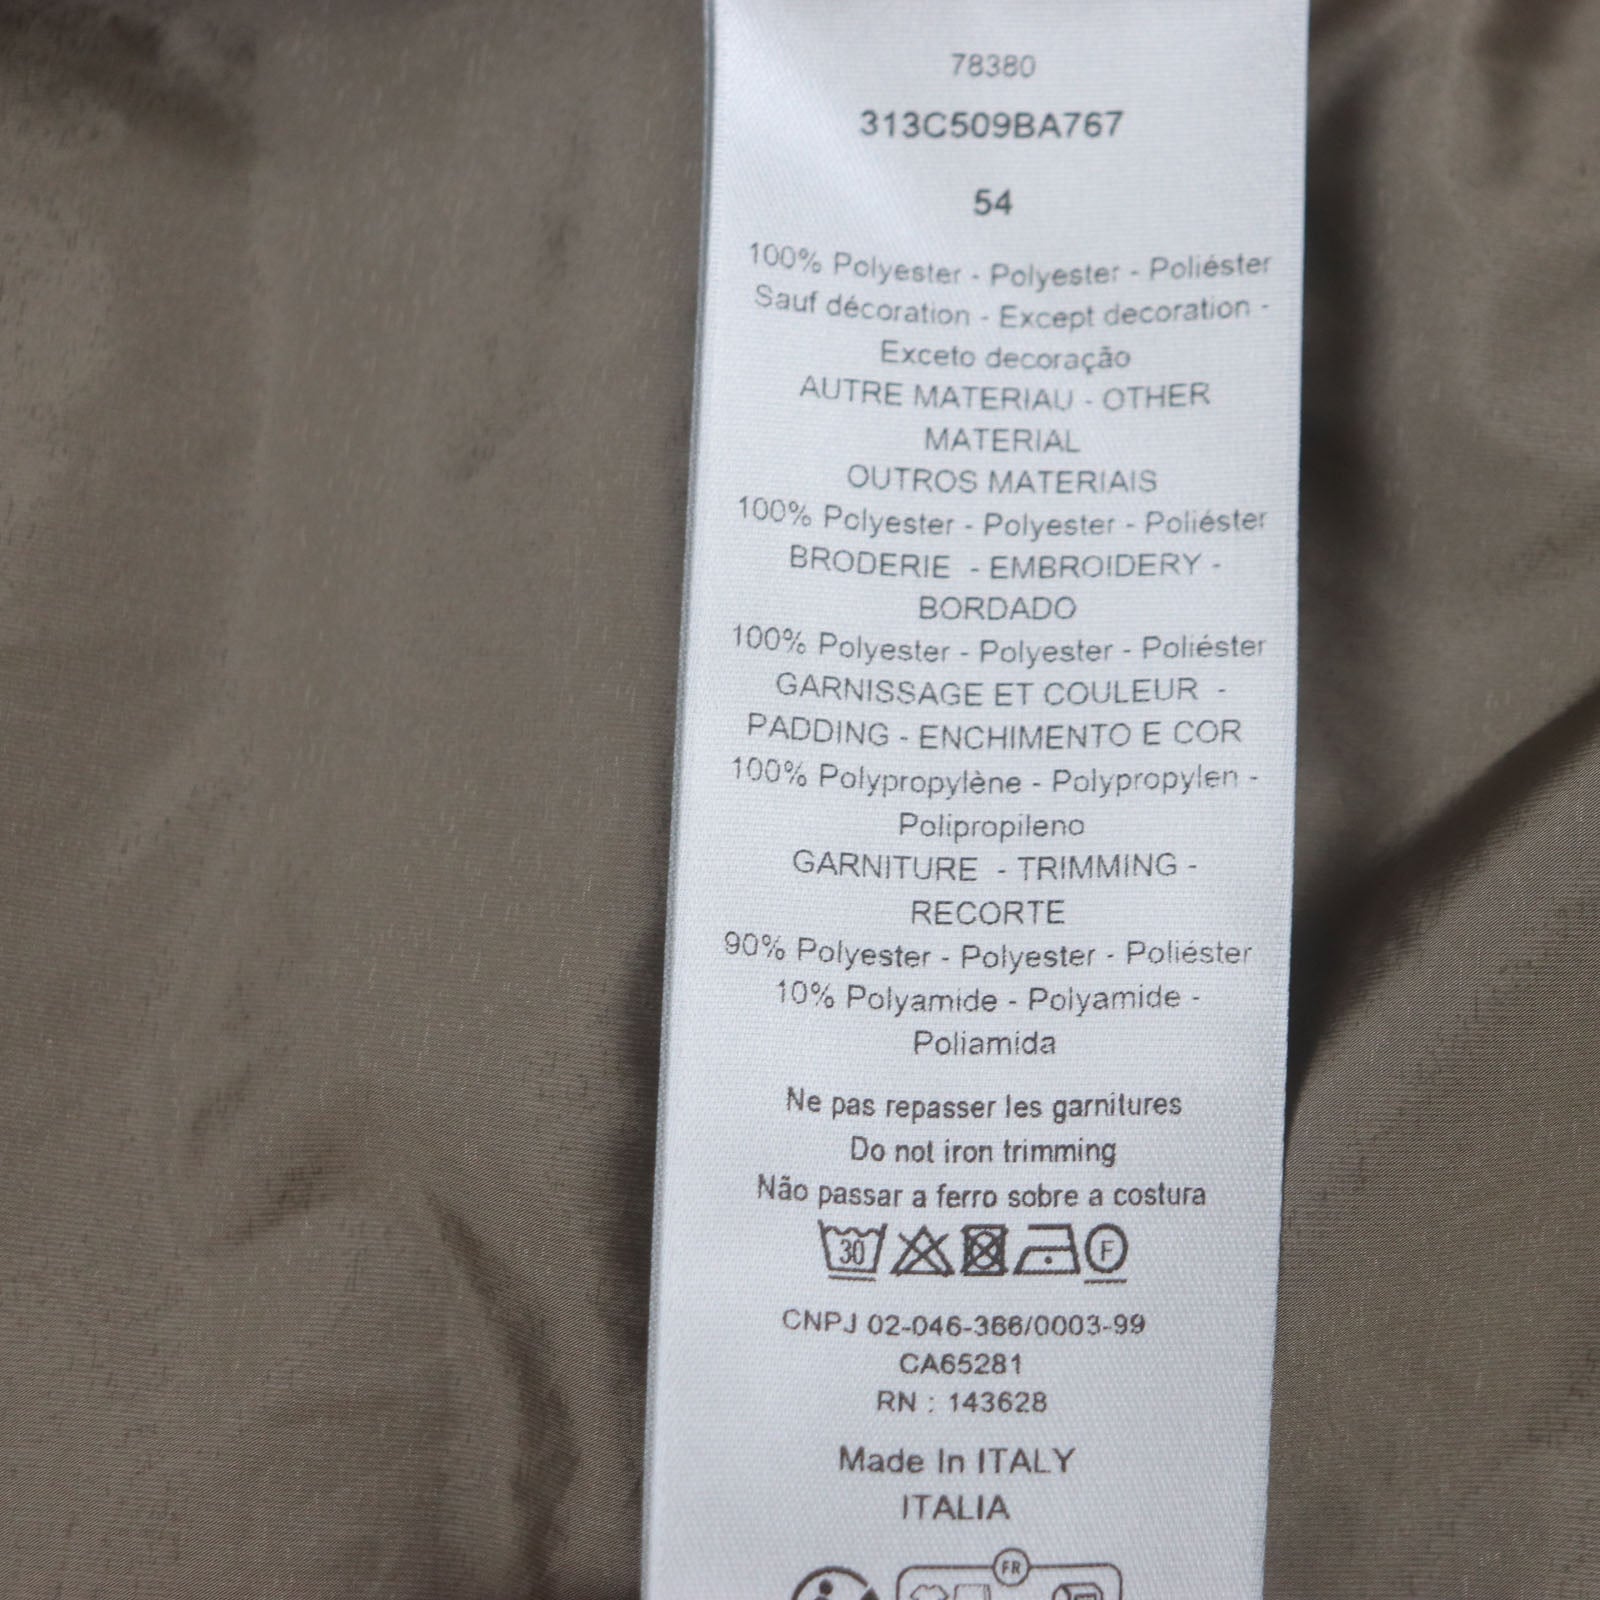 78380
313C509BA767
54
100% Polyester - Polyester - Poliéster
Sauf décoration - Except decoration -
Exceto decoração
AUTRE MATERIAU - OTHER
MATERIAL
OUTROS MATERIAIS
100% Polyester - Polyester - Poliéster
BRODERIE - EMBROIDERY -
BORDADO
100% Polyester - Polyester - Poliéster
GARNISSAGE ET COULEUR -
PADDING - ENCHIMENTO E COR
100% Polypropylène - Polypropylen -
Polipropileno
GARNITURE - TRIMMING -
RECORTE
90% Polyester - Polyester - Poliéster
10% Polyamide - Polyamide -
Poliamida
Ne pas repasser les garnitures
Do not iron trimming
Não passar a ferro sobre a costura
30 F
CNPJ 02-046-366/0003-99
CA65281
RN : 143628
Made In ITALY
ITALIA
FR